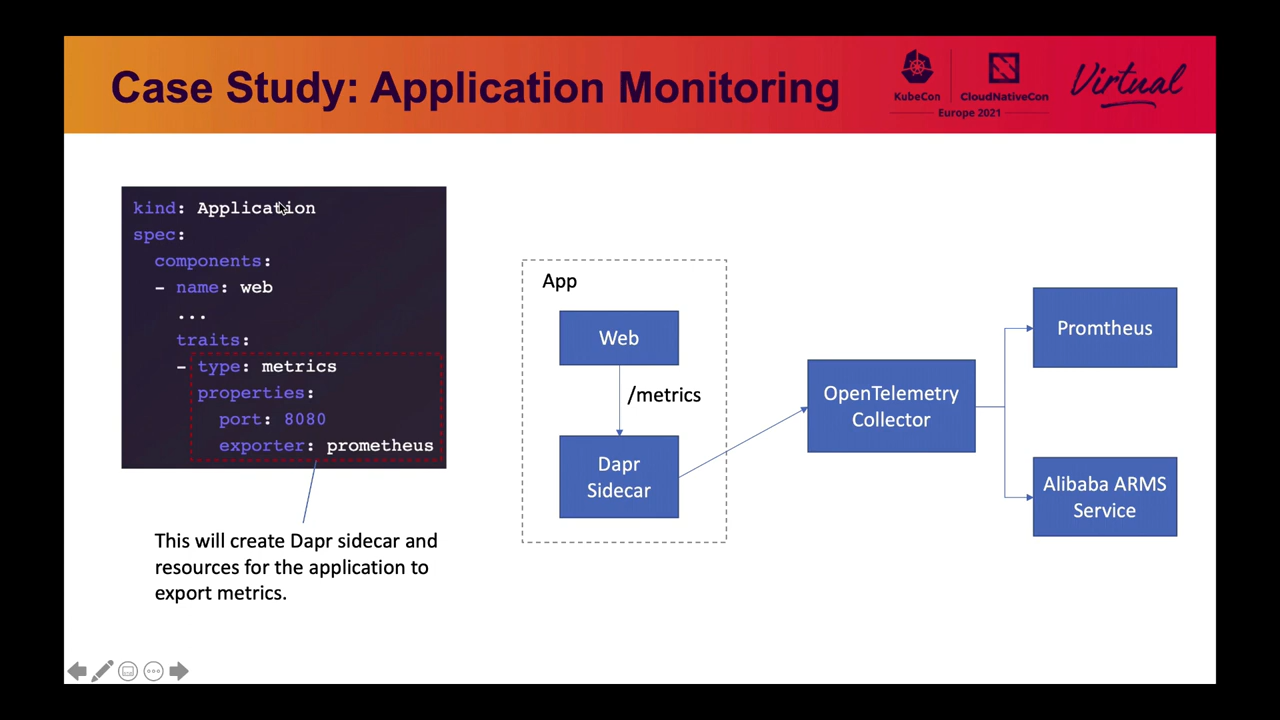 Case Study: Application Monitoring
KubeCon
CloudNativeCon
Europe 2021
Virtual
kind: Application
spec:
components:
- name: web
...
traits:
- type: metrics
properties:
port: 8080
exporter: prometheus
This will create Dapr sidecar and
resources for the application to
export metrics.
App
Web
/metrics
Dapr
Sidecar
OpenTelemetry
Collector
Promtheus
Alibaba ARMS
Service